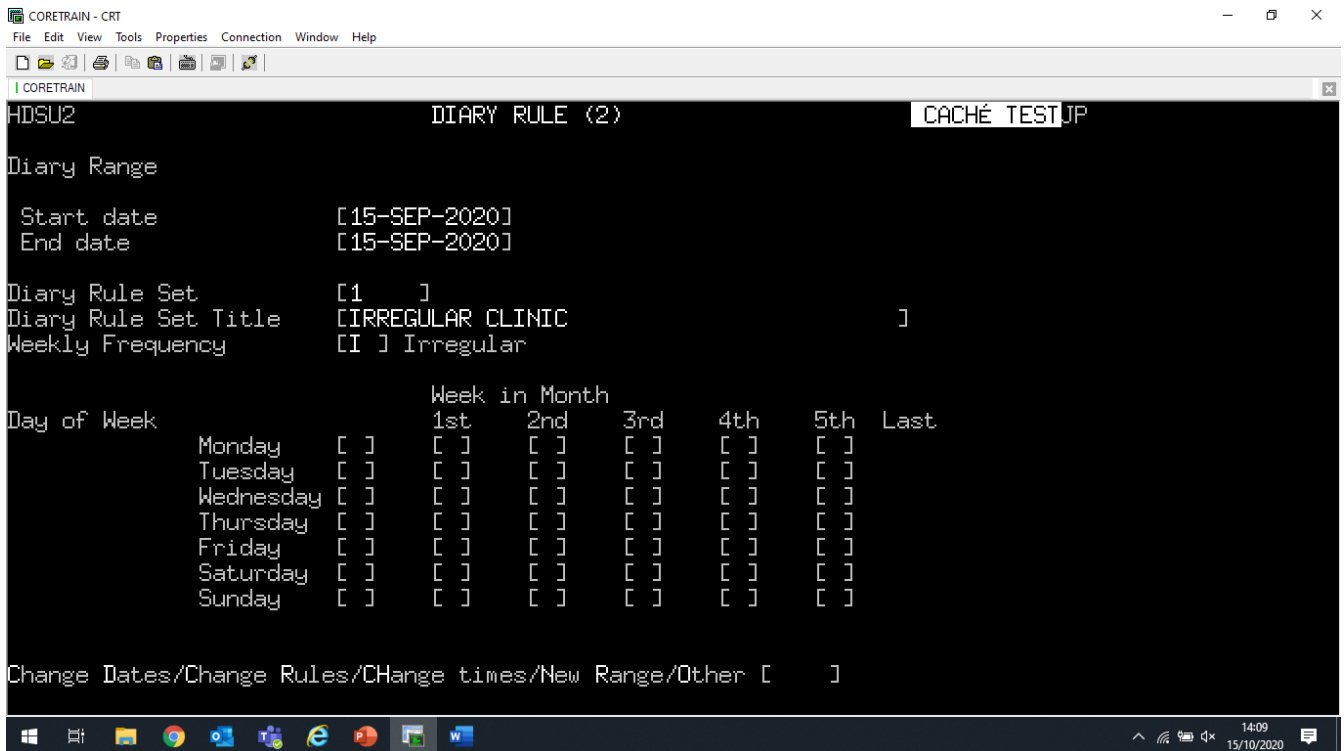 CORETRAIN - CRT
File Edit View Tools Properties Connection Window Help
CORETRAIN
HDSU2 DIARY RULE (2) CACHÉ TESTJP
Diary Range
Start date [15-SEP-2020]
End date [15-SEP-2020]
Diary Rule Set [1 ]
Diary Rule Set Title [IRREGULAR CLINIC ]
Weekly Frequency [I ] Irregular
Week in Month
Day of Week 1st 2nd 3rd 4th 5th Last
Monday [ ] [ ] [ ] [ ] [ ] [ ]
Tuesday [ ] [ ] [ ] [ ] [ ] [ ]
Wednesday [ ] [ ] [ ] [ ] [ ] [ ]
Thursday [ ] [ ] [ ] [ ] [ ] [ ]
Friday [ ] [ ] [ ] [ ] [ ] [ ]
Saturday [ ] [ ] [ ] [ ] [ ] [ ]
Sunday [ ] [ ] [ ] [ ] [ ] [ ]
Change Dates/Change Rules/CHange times/New Range/Other [ ]
14:09
15/10/2020